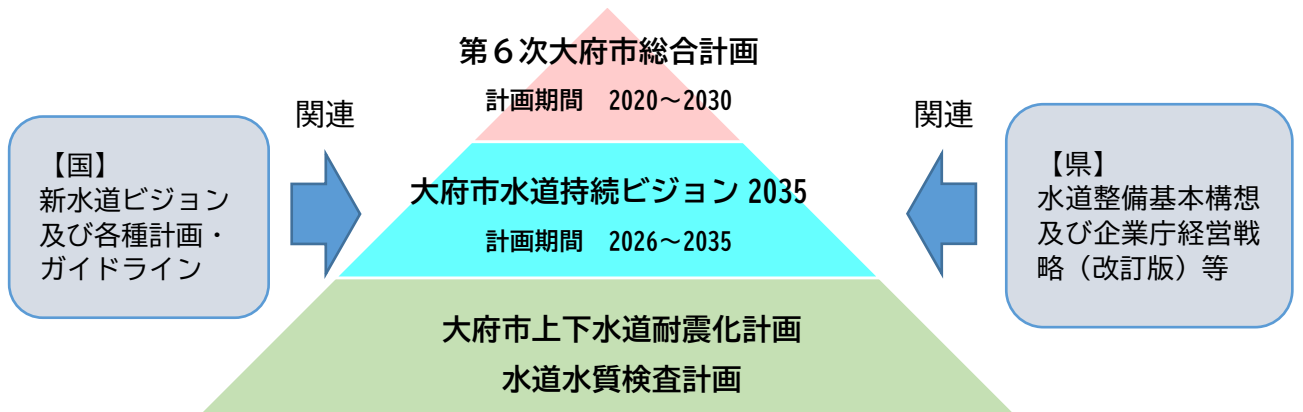 第６次大府市総合計画
計画期間　2020～2030
関連
関連
【国】
新水道ビジョン
及び各種計画・
ガイドライン
大府市水道持続ビジョン 2035
計画期間　2026～2035
【県】
水道整備基本構想
及び企業庁経営戦
略（改訂版）等
大府市上下水道耐震化計画
水道水質検査計画